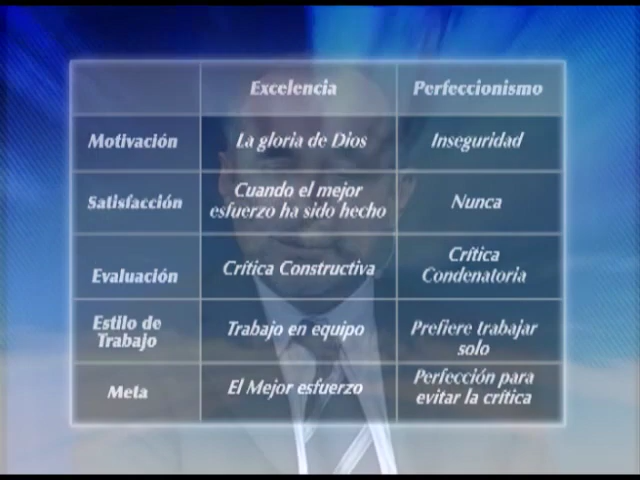 Excelencia Perfeccionismo
Motivación La gloria de Dios Inseguridad
Satisfacción Cuando el mejor esfuerzo ha sido hecho Nunca
Evaluación Crítica Constructiva Crítica Condenatoria
Estilo de Trabajo Trabajo en equipo Prefiere trabajar solo
Meta El Mejor esfuerzo Perfección para evitar la crítica